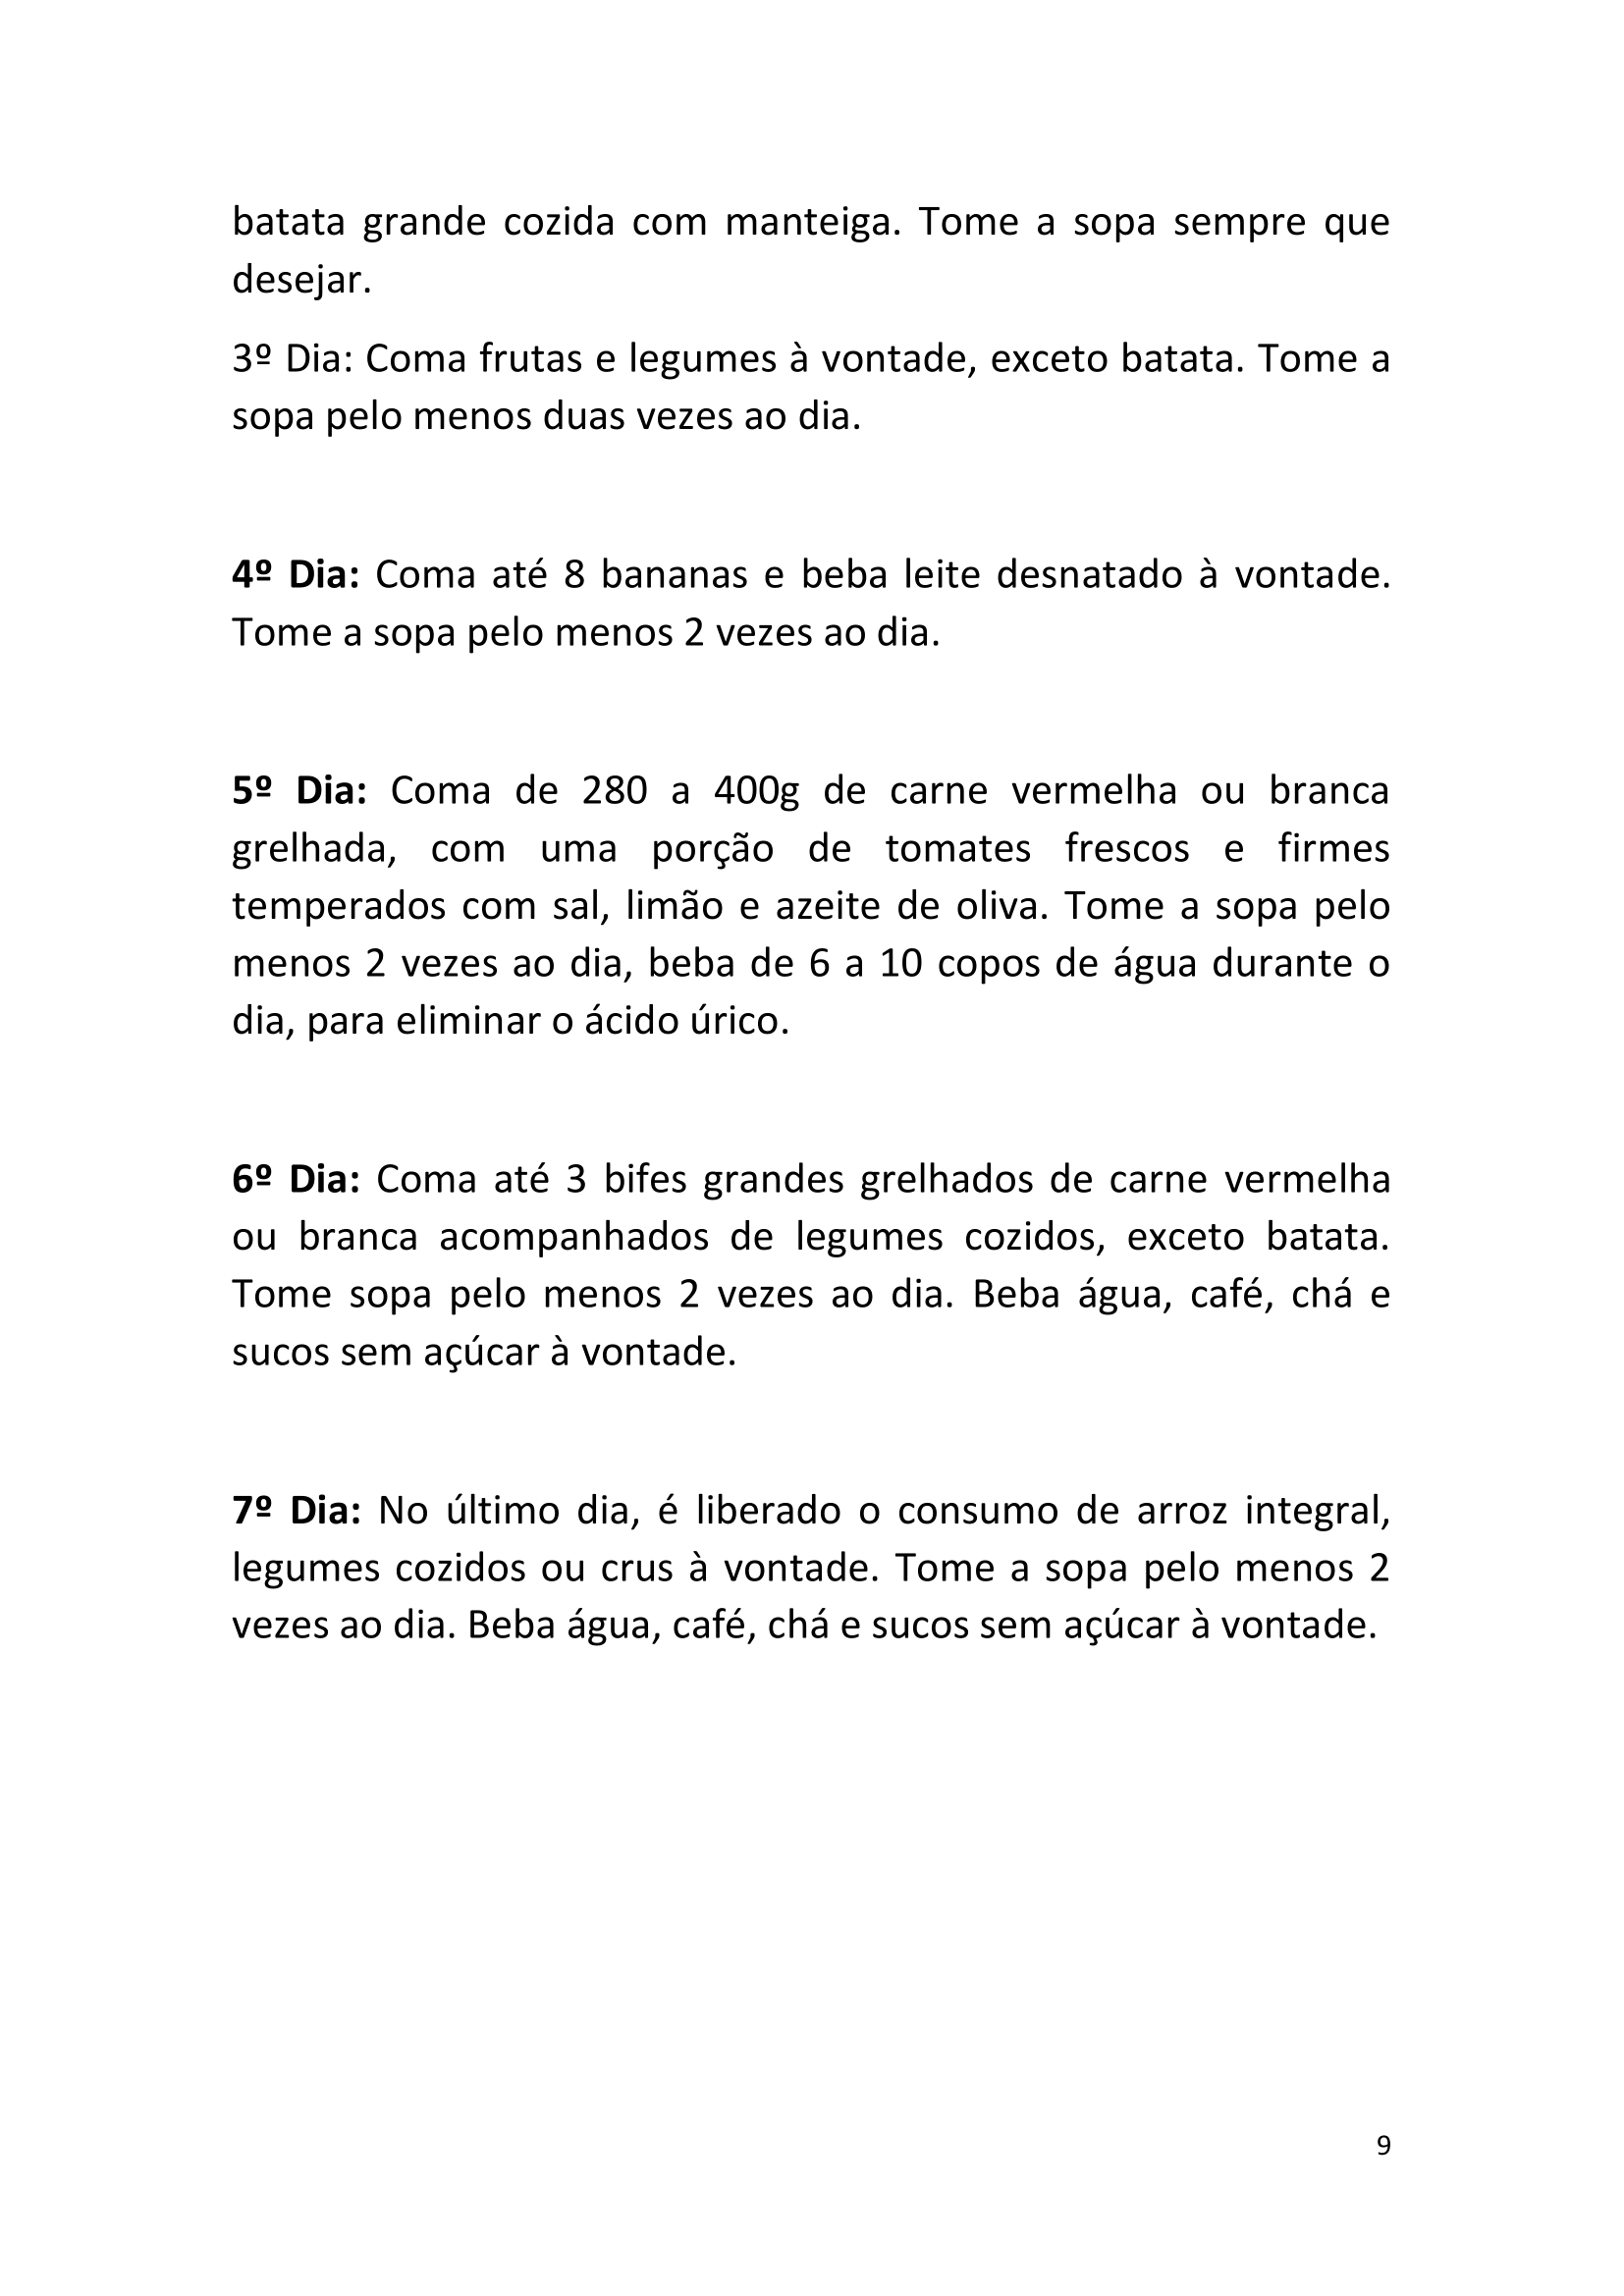 batata grande cozida com manteiga. Tome a sopa sempre que
desejar.
3º Dia: Coma frutas e legumes à vontade, exceto batata. Tome a
sopa pelo menos duas vezes ao dia.
4º Dia: Coma até 8 bananas e beba leite desnatado à vontade.
Tome a sopa pelo menos 2 vezes ao dia.
5º Dia: Coma de 280 a 400g de carne vermelha ou branca
grelhada, com uma porção de tomates frescos e firmes
temperados com sal, limão e azeite de oliva. Tome a sopa pelo
menos 2 vezes ao dia, beba de 6 a 10 copos de água durante o
dia, para eliminar o ácido úrico.
6º Dia: Coma até 3 bifes grandes grelhados de carne vermelha
ou branca acompanhados de legumes cozidos, exceto batata.
Tome sopa pelo menos 2 vezes ao dia. Beba água, café, chá e
sucos sem açúcar à vontade.
7º Dia: No último dia, é liberado o consumo de arroz integral,
legumes cozidos ou crus à vontade. Tome a sopa pelo menos 2
vezes ao dia. Beba água, café, chá e sucos sem açúcar à vontade.
9